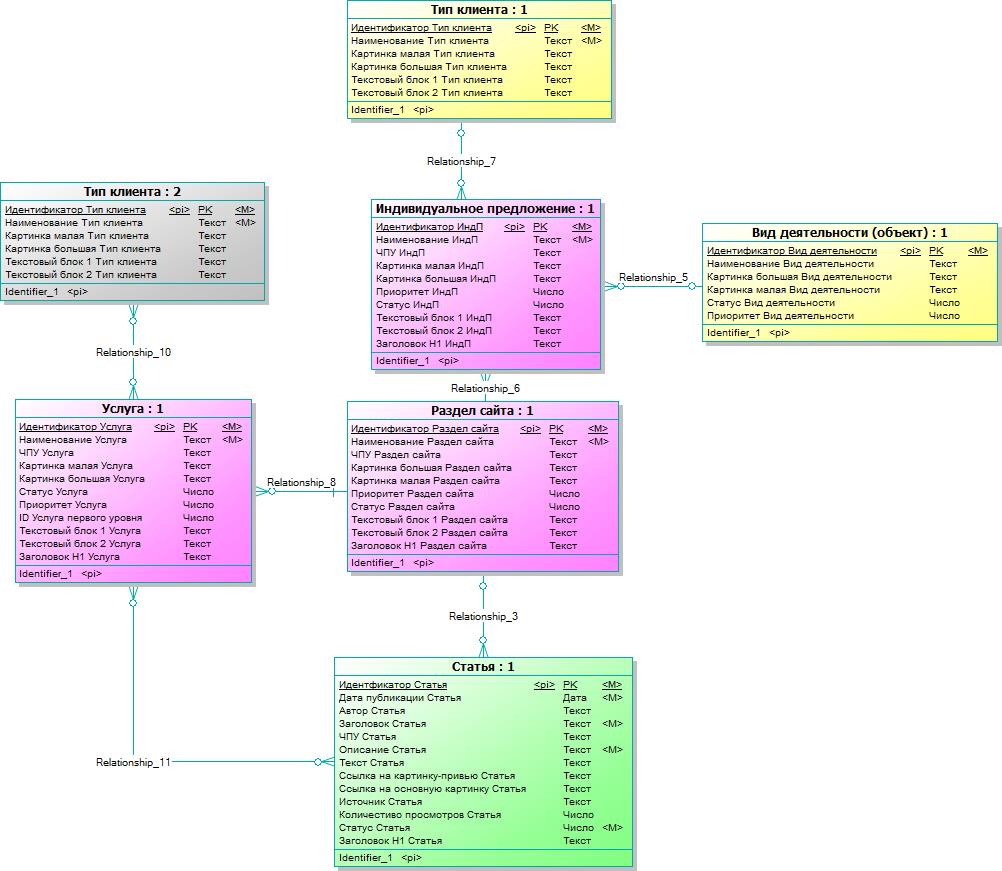 Тип клиента : 1
Идентификатор Тип клиента <pi> PK <M>
Наименование Тип клиента Текст <M>
Картинка малая Тип клиента Текст
Картинка большая Тип клиента Текст
Текстовый блок 1 Тип клиента Текст
Текстовый блок 2 Тип клиента Текст
Identifier_1 <pi>
Relationship_7
Тип клиента : 2
Идентификатор Тип клиента <pi> PK <M>
Наименование Тип клиента Текст <M>
Картинка малая Тип клиента Текст
Картинка большая Тип клиента Текст
Текстовый блок 1 Тип клиента Текст
Текстовый блок 2 Тип клиента Текст
Identifier_1 <pi>
Индивидуальное предложение : 1
Идентификатор ИндП <pi> PK <M>
Наименование ИндП Текст <M>
ЧПУ ИндП Текст
Картинка малая ИндП Текст
Картинка большая ИндП Текст
Приоритет ИндП Число
Статус ИндП Число
Текстовый блок 1 ИндП Текст
Текстовый блок 2 ИндП Текст
Заголовок H1 ИндП Текст
Identifier_1 <pi>
Relationship_5
Вид деятельности (объект) : 1
Идентификатор Вид деятельности <pi> PK <M>
Наименование Вид деятельности Текст
Картинка большая Вид деятельности Текст
Картинка малая Вид деятельности Текст
Статус Вид деятельности Число
Приоритет Вид деятельности Число
Identifier_1 <pi>
Relationship_10
Relationship_6
Услуга : 1
Идентификатор Услуга <pi> PK <M>
Наименование Услуга Текст <M>
ЧПУ Услуга Текст
Картинка малая Услуга Текст
Картинка большая Услуга Текст
Статус Услуга Число
Приоритет Услуга Число
ID Услуга первого уровня Число
Текстовый блок 1 Услуга Текст
Текстовый блок 2 Услуга Текст
Заголовок H1 Услуга Текст
Identifier_1 <pi>
Relationship_8
Раздел сайта : 1
Идентификатор Раздел сайта <pi> PK <M>
Наименование Раздел сайта Текст <M>
ЧПУ Раздел сайта Текст
Картинка большая Раздел сайта Текст
Картинка малая Раздел сайта Текст
Приоритет Раздел сайта Число
Статус Раздел сайта Число
Текстовый блок 1 Раздел сайта Текст
Текстовый блок 2 Раздел сайта Текст
Заголовок H1 Раздел сайта Текст
Identifier_1 <pi>
Relationship_3
Статья : 1
Идентфикатор Статья <pi> PK <M>
Дата публикации Статья Дата <M>
Автор Статья Текст
Заголовок Статья Текст <M>
ЧПУ Статья Текст
Описание Статья Текст <M>
Текст Статья Текст
Ссылка на картинку-привью Статья Текст
Ссылка на основную картинку Статья Текст
Источник Статья Текст
Количестиво просмотров Статья Число
Статус Статья Число <M>
Заголовок H1 Статья Текст
Identifier_1 <pi>
Relationship_11